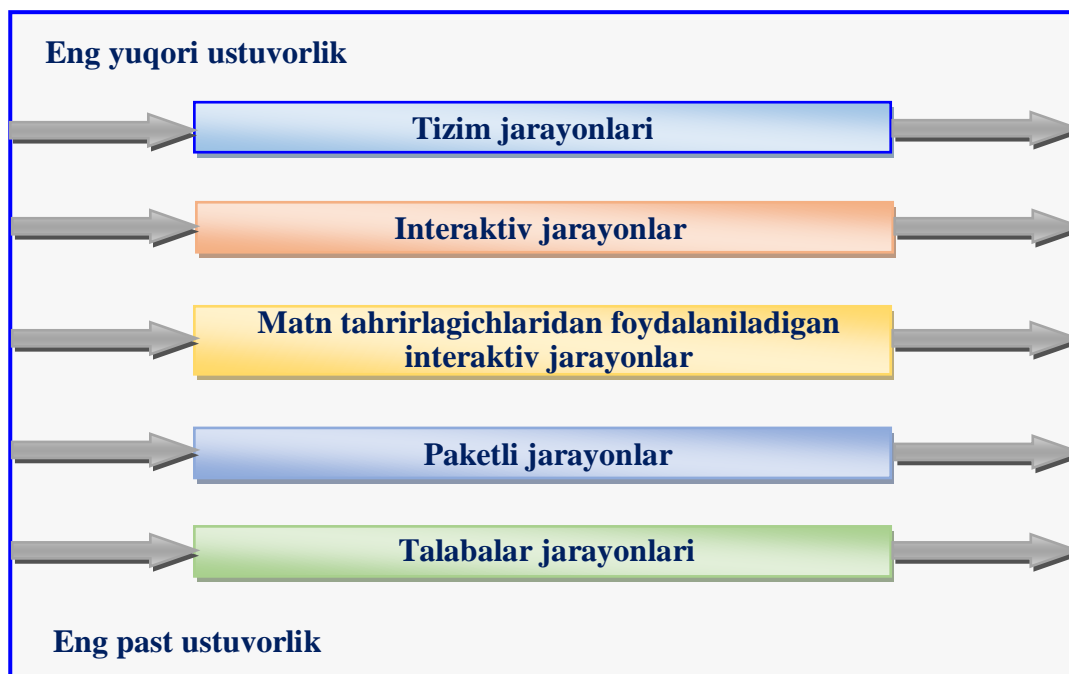 Eng yuqori ustuvorlik
Tizim jarayonlari
Interaktiv jarayonlar
Matn tahrirlagichlaridan foydalaniladigan
interaktiv jarayonlar
Paketli jarayonlar
Talabalar jarayonlari
Eng past ustuvorlik